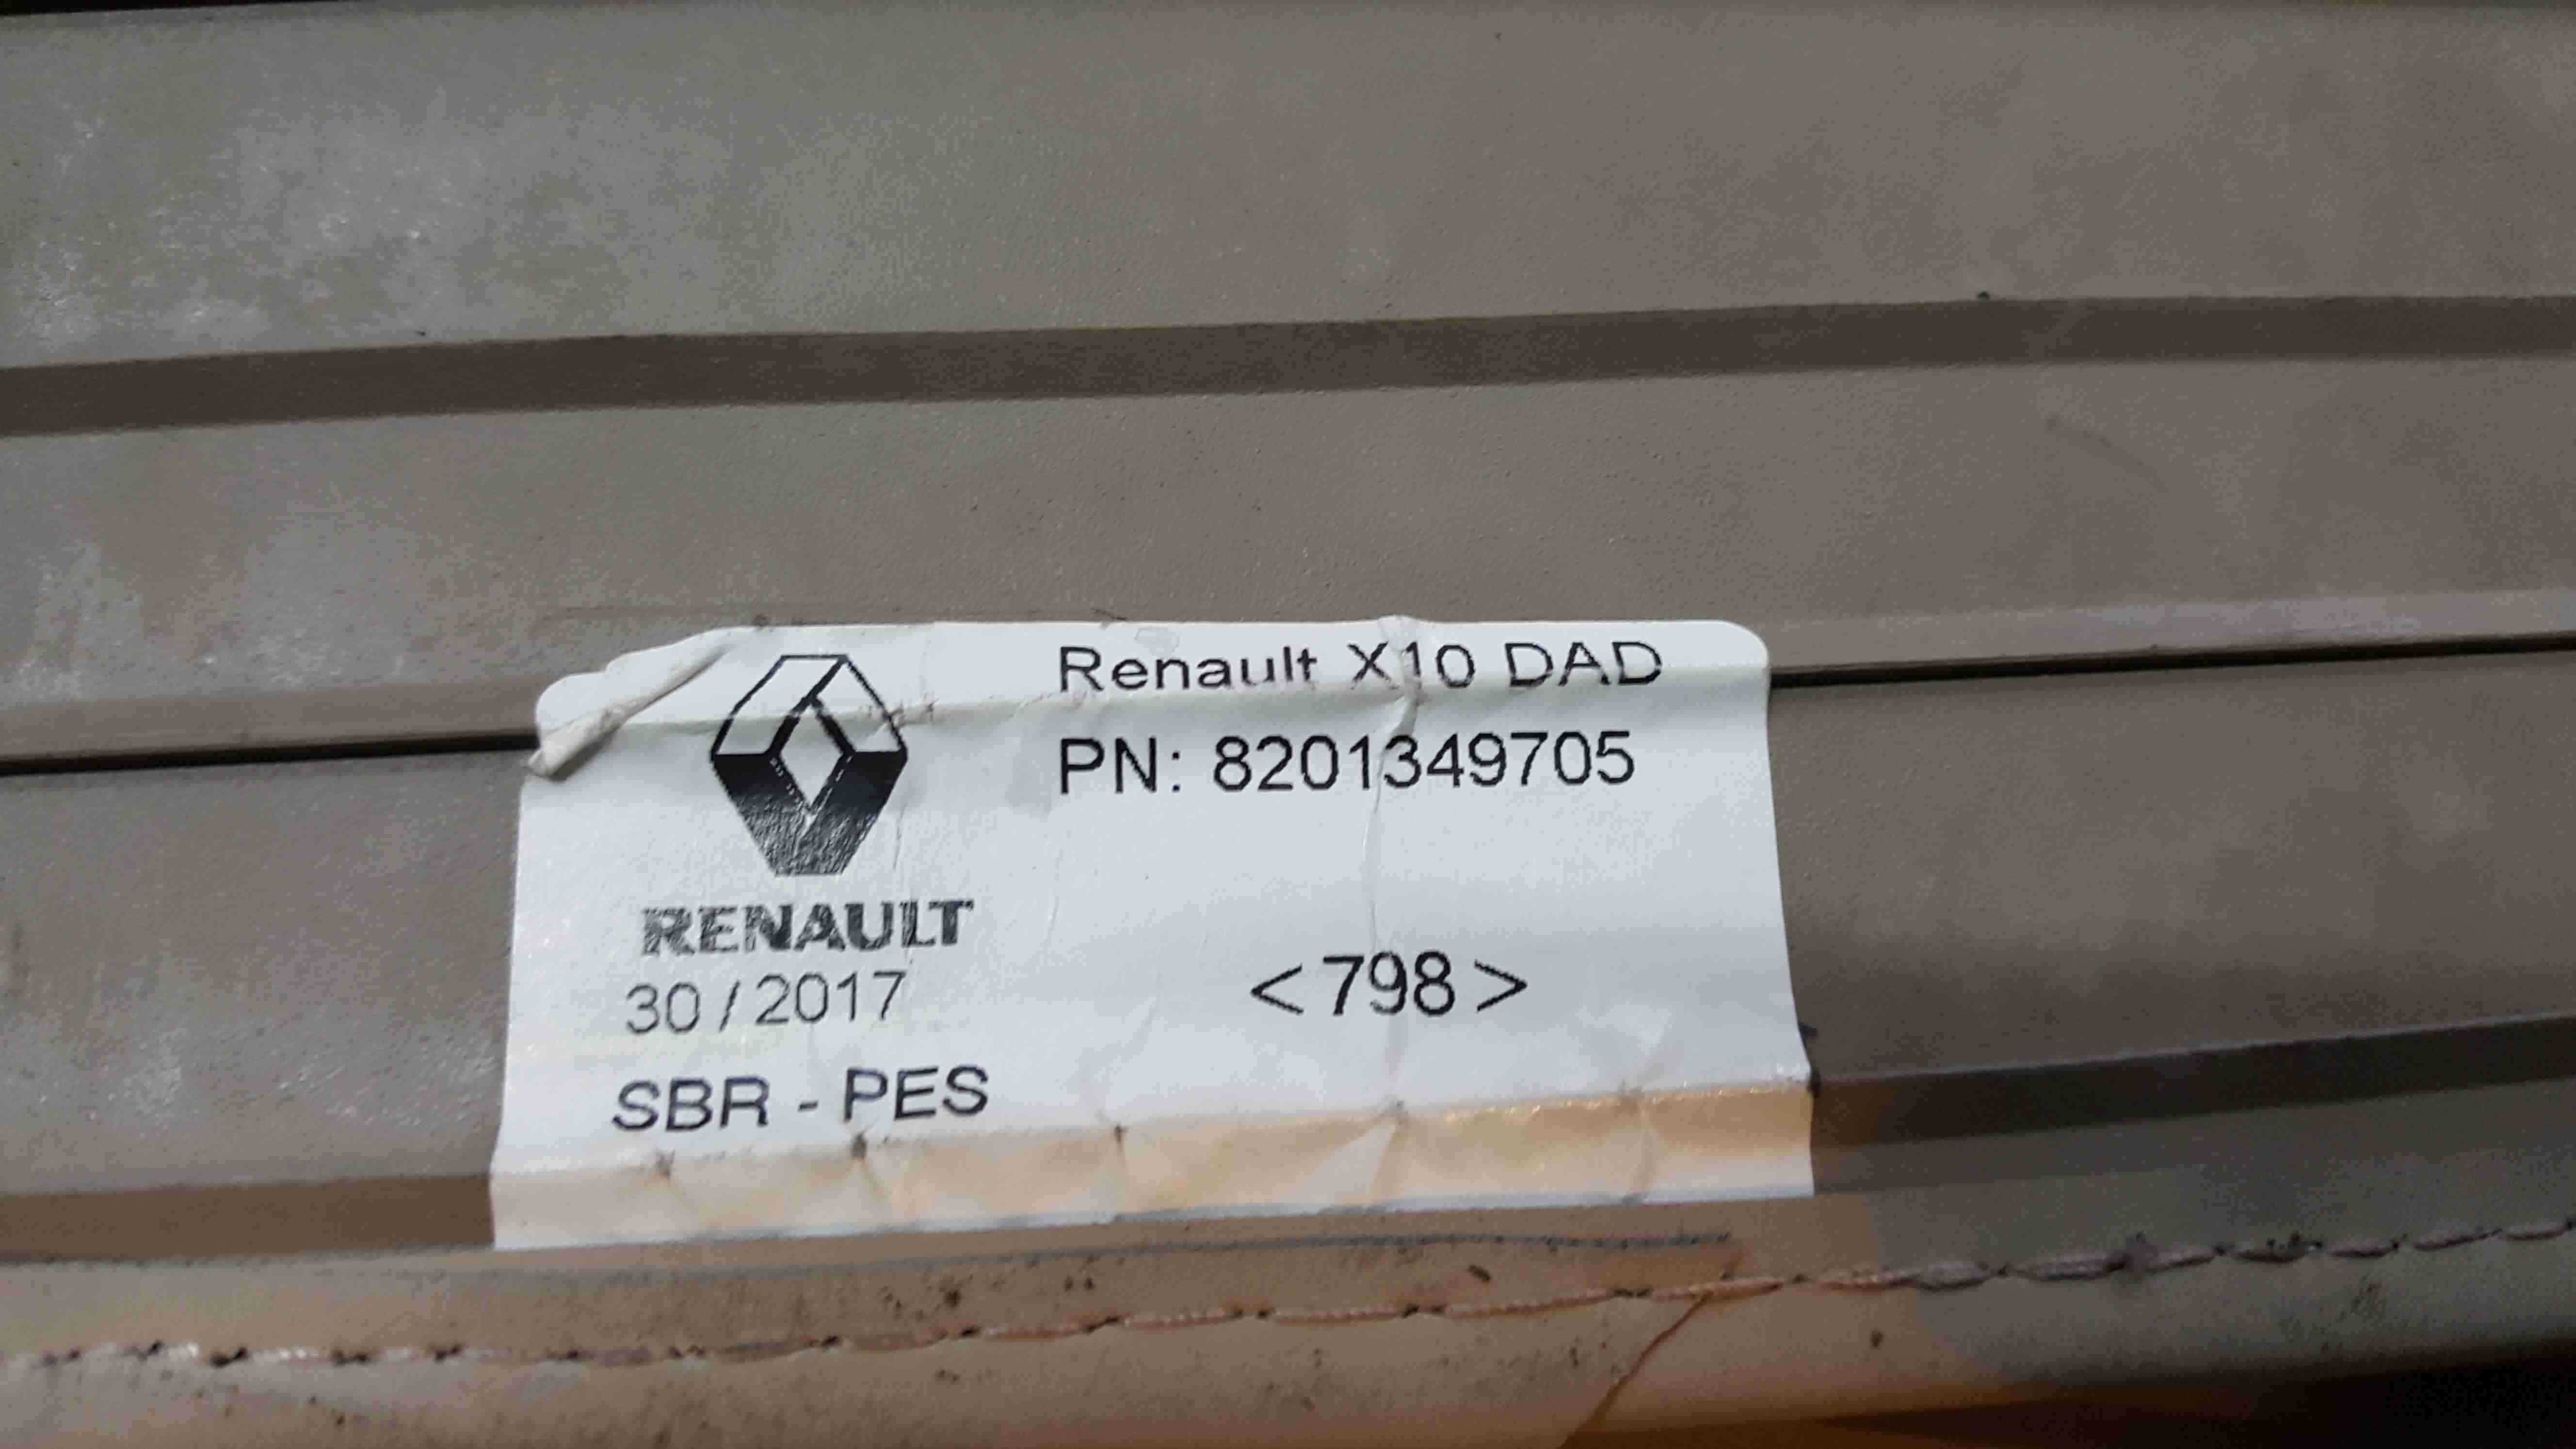 Renault X10 DAD
PN: 8201349705
RENAULT
30 / 2017
<798>
SBR - PES